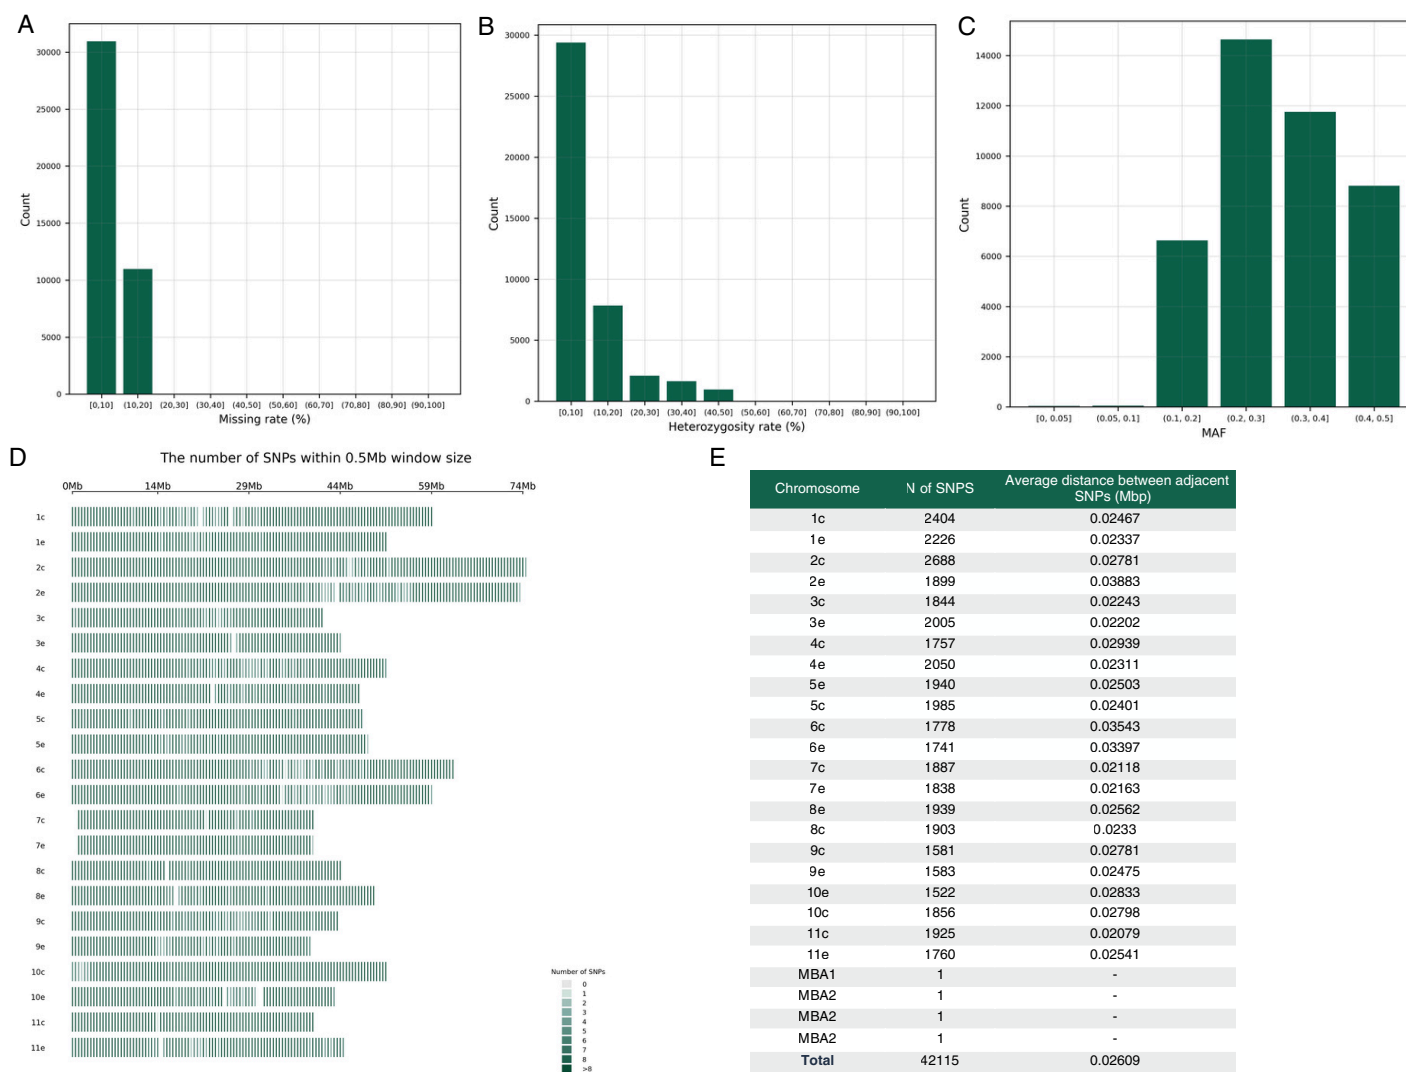 A
30000
25000
20000
15000
10000
5000
0
Count
[0,10] (10,20] (20,30] (30,40] (40,50] (50,60] (60,70] (70,80] (80,90] (90,100]
Missing rate (%)
B
30000
25000
20000
15000
10000
5000
0
Count
[0,10] (10,20] (20,30] (30,40] (40,50] (50,60] (60,70] (70,80] (80,90] (90,100]
Heterozygosity rate (%)
C
14000
12000
10000
8000
6000
4000
2000
0
Count
[0, 0.05] (0.05, 0.1] (0.1, 0.2] (0.2, 0.3] (0.3, 0.4] (0.4, 0.5]
MAF
D
The number of SNPs within 0.5Mb window size
0Mb 14Mb 29Mb 44Mb 59Mb 74Mb
1c
1e
2c
2e
3c
3e
4c
4e
5c
5e
6c
6e
7c
7e
8c
8e
9c
9e
10c
10e
11c
11e
Number of SNPs
0
1
2
3
4
5
6
7
8
>8
E
Chromosome N of SNPS Average distance between adjacent
SNPs (Mbp)
1c 2404 0.02467
1e 2226 0.02337
2c 2688 0.02781
2e 1899 0.03883
3c 1844 0.02243
3e 2005 0.02202
4c 1757 0.02939
4e 2050 0.02311
5e 1940 0.02503
5c 1985 0.02401
6c 1778 0.03543
6e 1741 0.03397
7c 1887 0.02118
7e 1838 0.02163
8e 1939 0.02562
8c 1903 0.0233
9c 1581 0.02781
9e 1583 0.02475
10e 1522 0.02833
10c 1856 0.02798
11c 1925 0.02079
11e 1760 0.02541
MBA1 1 -
MBA2 1 -
MBA2 1 -
MBA2 1 -
Total 42115 0.02609